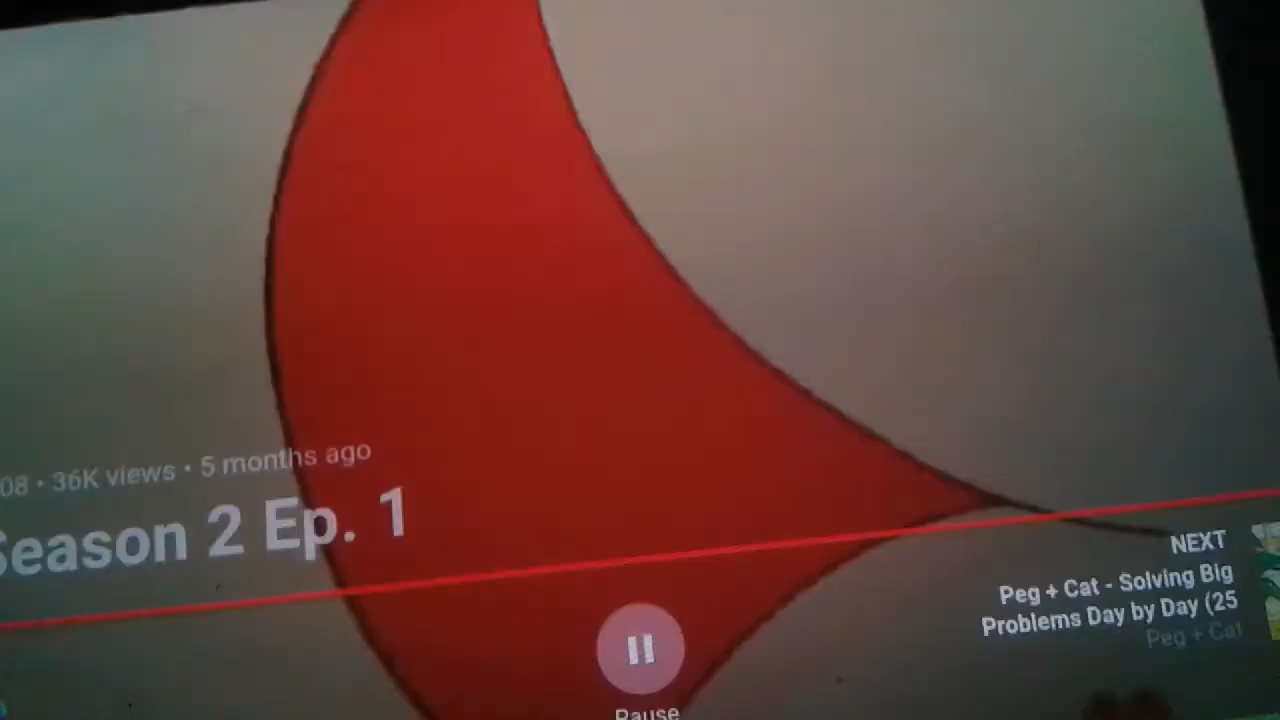 08 • 36K views • 5 months ago
Season 2 Ep. 1
NEXT
Peg + Cat - Solving Big
Problems Day by Day (25
Peg + Cat
Pause